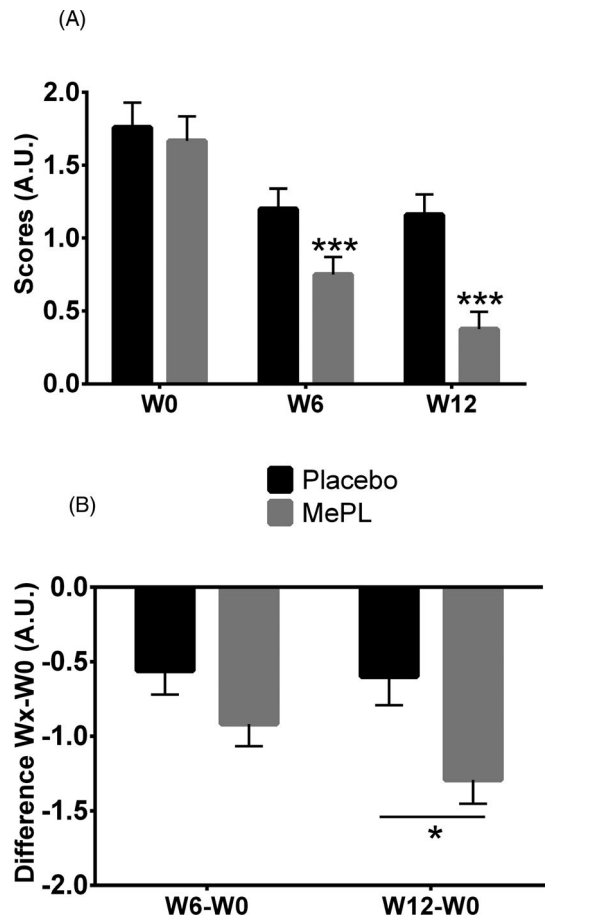 (A)
Scores (A.U.)
2.0
1.5
1.0
0.5
0.0
***
***
W0 W6 W12
Placebo
MePL
(B)
Difference Wx-W0 (A.U.)
0.0
-0.5
-1.0
-1.5
-2.0
*
W6-W0 W12-W0